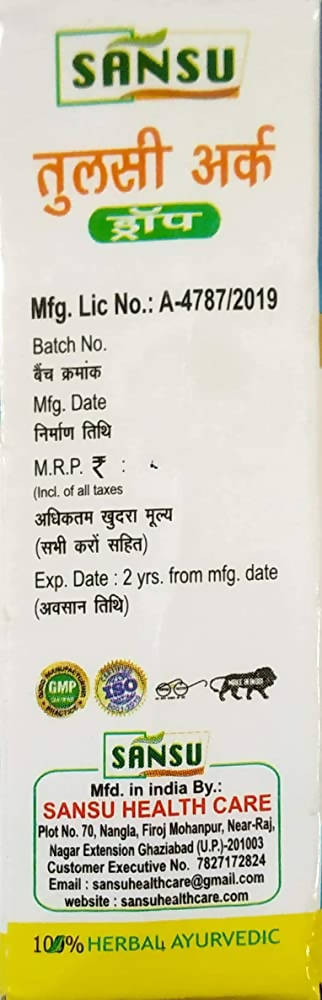 SANSU
तुलसी अर्क
ड्रॉप
Mfg. Lic No.: A-4787/2019
Batch No.
बैंच क्रमांक
Mfg. Date
निर्माण तिथि
M.R.P. ₹ :
(Incl. of all taxes
अधिकतम खुदरा मूल्य
(सभी करों सहित)
Exp. Date : 2 yrs. from mfg. date
(अवसान तिथि)
GMP
ISO
MAKE IN INDIA
SANSU
Mfd. in india By.:
SANSU HEALTH CARE
Plot No. 70, Nangla, Firoj Mohanpur, Near-Raj,
Nagar Extension Ghaziabad (U.P.)-201003
Customer Executive No. 7827172824
Email : sansuhealthcare@gmail.com
website : sansuhealthcare.com
100% HERBAL AYURVEDIC